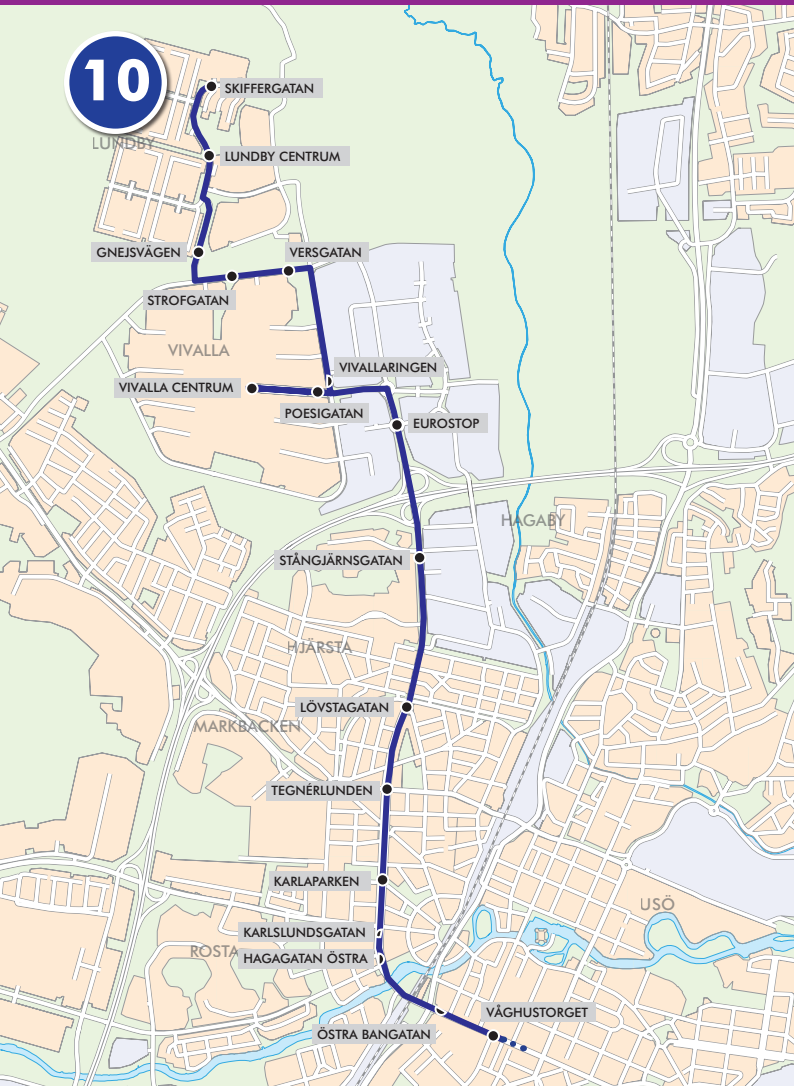 10
SKIFFERGATAN
LUNDBY
LUNDBY CENTRUM
GNEJSVÄGEN
VERSGATAN
STROFGATAN
VIVALLA
VIVALLARINGEN
VIVALLA CENTRUM
POESIGATAN
EUROSTOP
HAGABY
STÅNGJÄRNSGATAN
HJÄRSTA
LÖVSTAGATAN
MARKBACKEN
TEGNÉRLUNDEN
KARLAPARKEN
USÖ
KARLSLUNDSGATAN
ROSTA
HAGAGATAN ÖSTRA
VÅGHUSTORGET
ÖSTRA BANGATAN